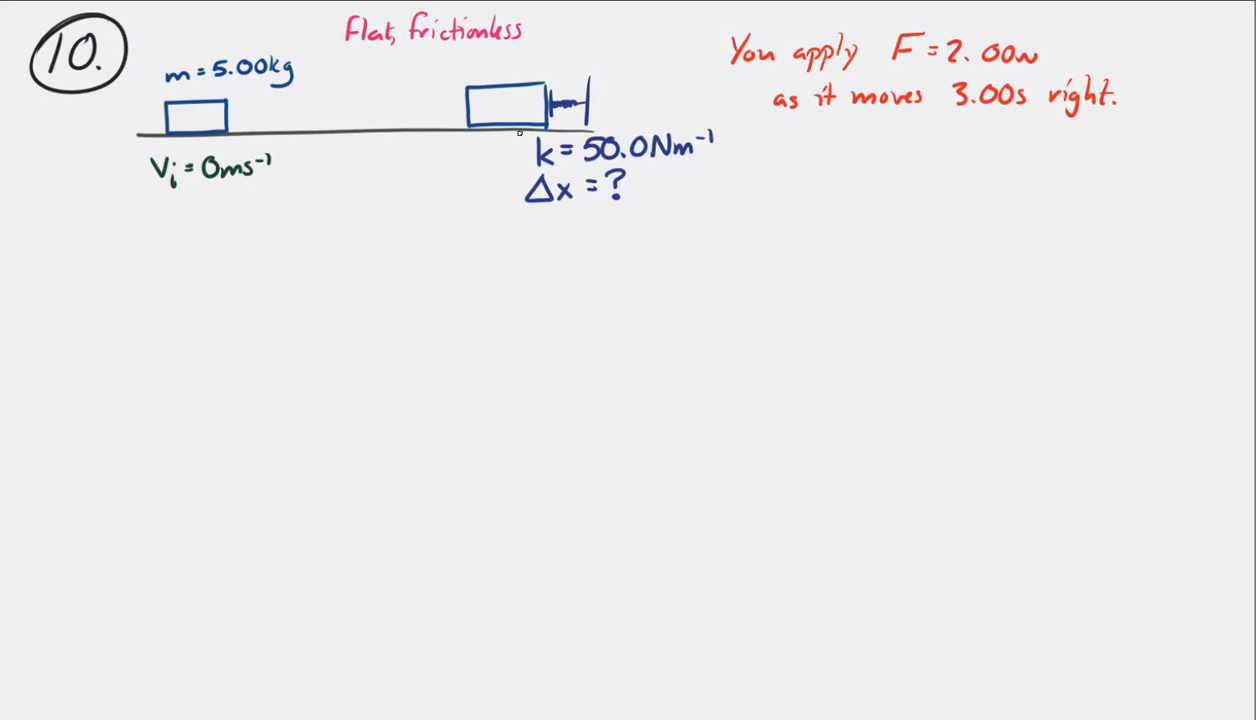 10.
Flat, frictionless
m = 5.00kg
Vi = 0ms⁻¹
k = 50.0Nm⁻¹
Δx = ?
You apply F = 2.00N
as it moves 3.00s right.